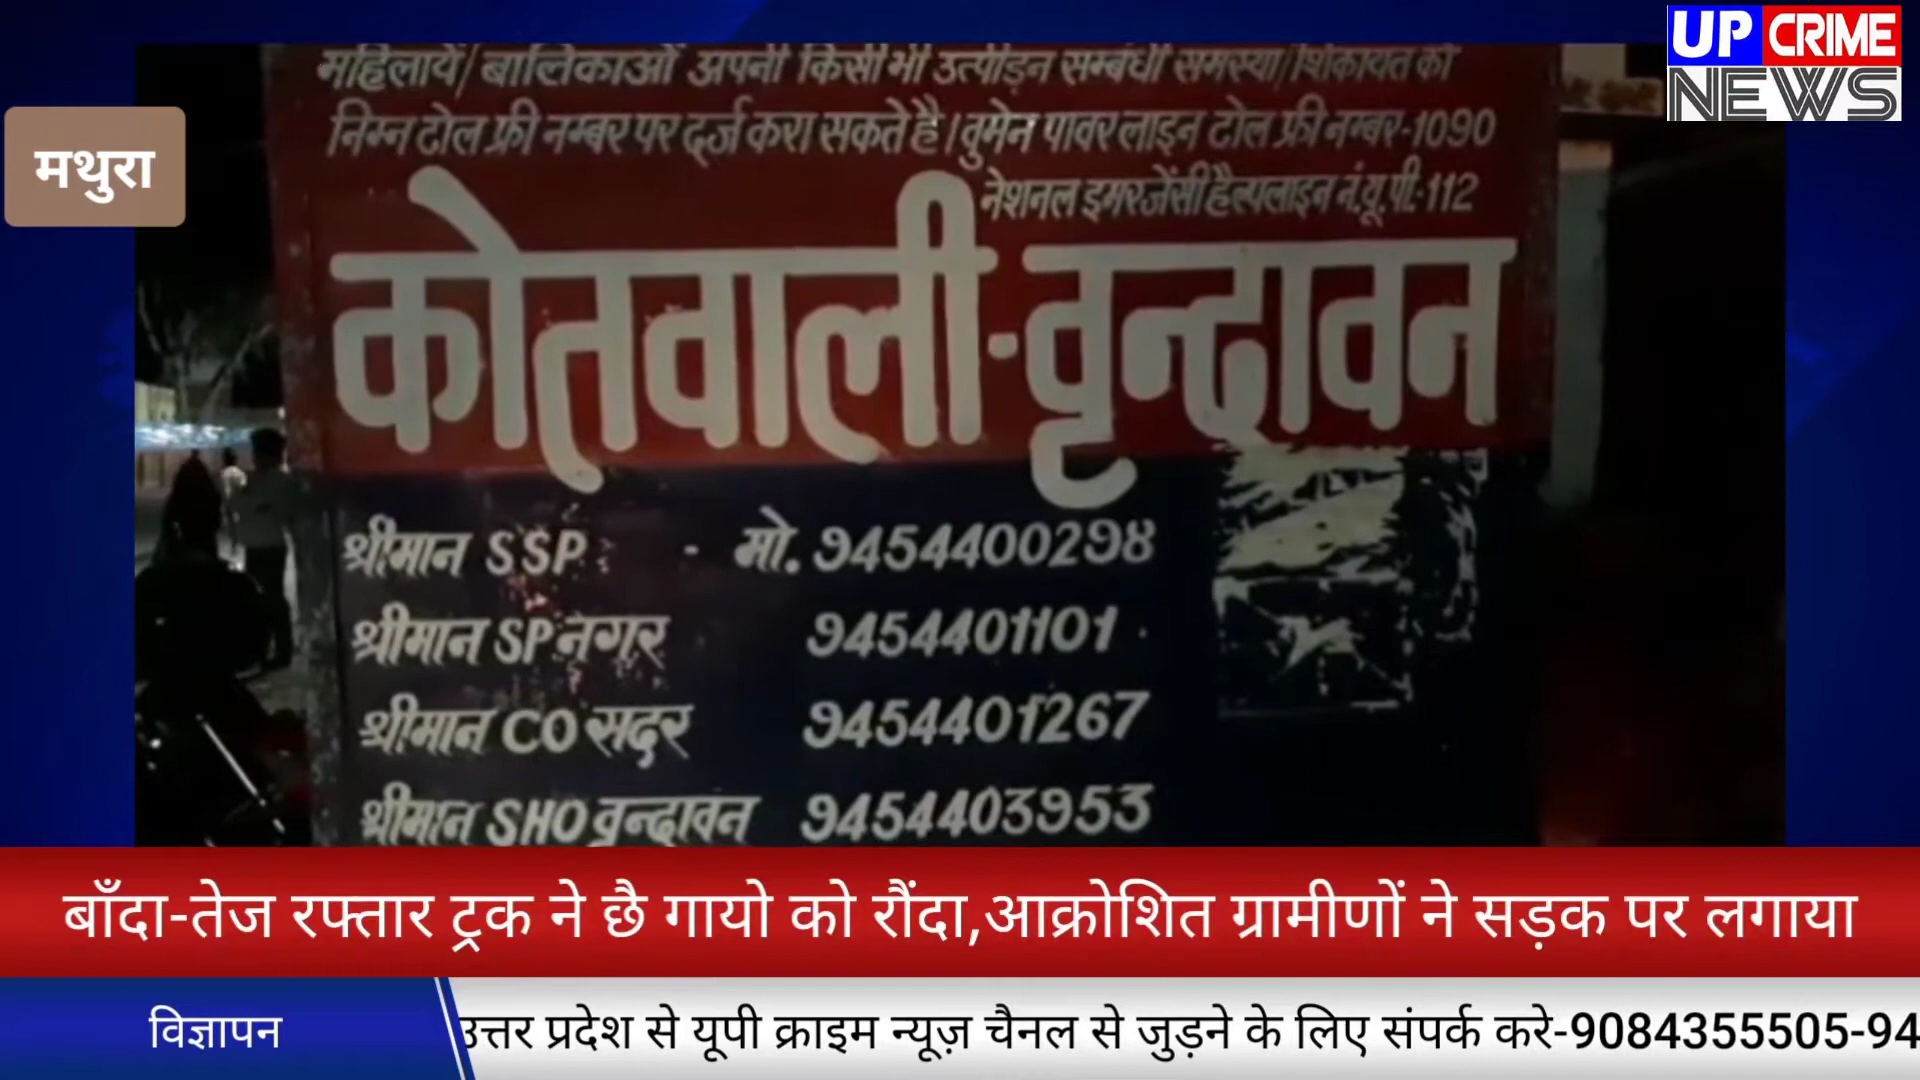 UP CRIME
NEWS
मथुरा
महिलायें/बालिकाओं अपनी किसी भी उत्पीड़न सम्बंधी समस्या/शिकायत को
निम्न टोल फ्री नम्बर पर दर्ज करा सकते है। वुमेन पावर लाइन टोल फ्री नम्बर-1090
नेशनल इमरजेंसी हैल्पलाइन नं.यू.पी.-112
कोतवाली-वृन्दावन
श्रीमान SSP - मो. 9454400298
श्रीमान SP नगर 9454401101
श्रीमान CO सदर 9454401267
श्रीमान SHO वृन्दावन 9454403953
बाँदा-तेज रफ्तार ट्रक ने छै गायो को रौंदा,आक्रोशित ग्रामीणों ने सड़क पर लगाया
विज्ञापन
उत्तर प्रदेश से यूपी क्राइम न्यूज़ चैनल से जुड़ने के लिए संपर्क करे-9084355505-94